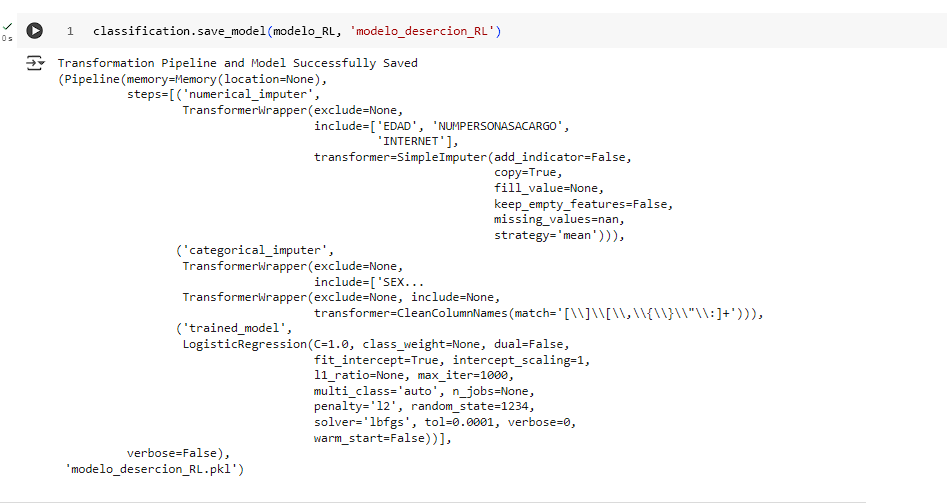 0s
1 classification.save_model(modelo_RL, 'modelo_desercion_RL')
Transformation Pipeline and Model Successfully Saved
(Pipeline(memory=Memory(location=None),
steps=[('numerical_imputer',
TransformerWrapper(exclude=None,
include=['EDAD', 'NUMPERSONASACARGO',
'INTERNET'],
transformer=SimpleImputer(add_indicator=False,
copy=True,
fill_value=None,
keep_empty_features=False,
missing_values=nan,
strategy='mean'))),
('categorical_imputer',
TransformerWrapper(exclude=None,
include=['SEX...
TransformerWrapper(exclude=None, include=None,
transformer=CleanColumnNames(match='[\\]\\[\\,\\{\\}\\"\\:]+'))),
('trained_model',
LogisticRegression(C=1.0, class_weight=None, dual=False,
fit_intercept=True, intercept_scaling=1,
l1_ratio=None, max_iter=1000,
multi_class='auto', n_jobs=None,
penalty='l2', random_state=1234,
solver='lbfgs', tol=0.0001, verbose=0,
warm_start=False))],
verbose=False),
'modelo_desercion_RL.pkl')